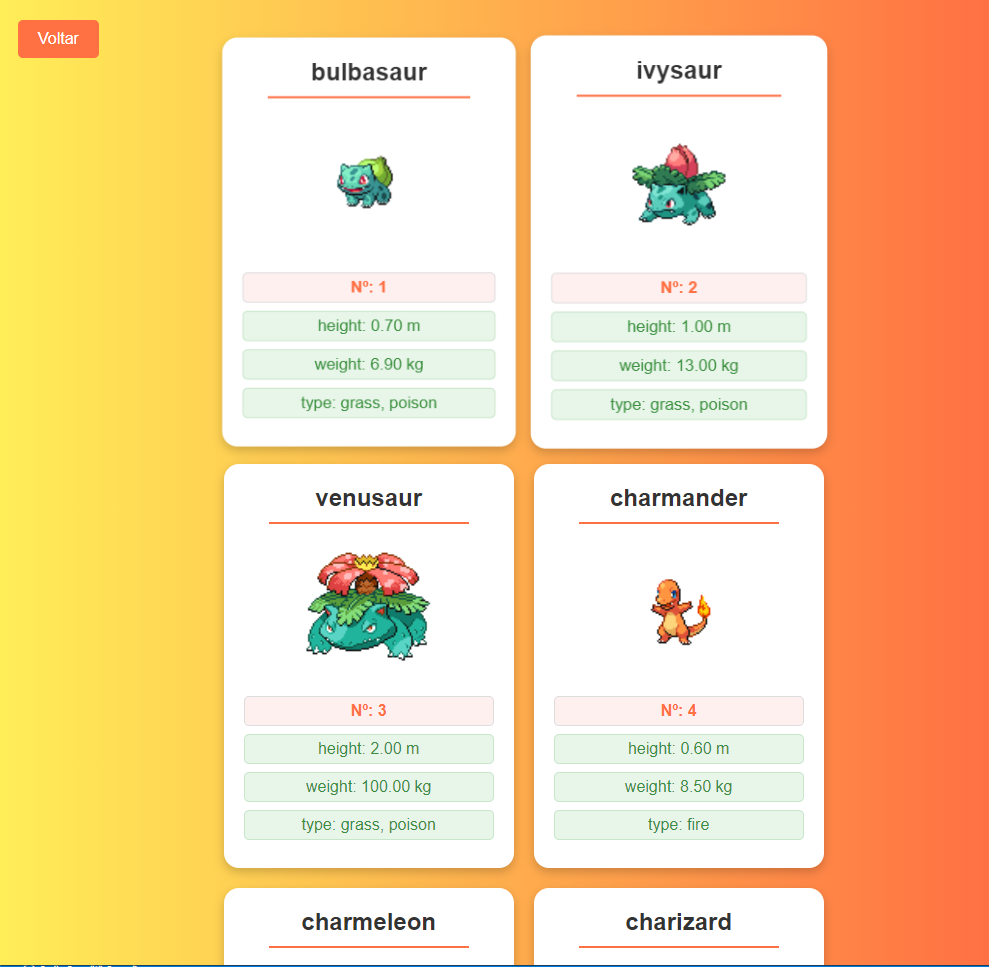 Voltar
bulbasaur
Nº: 1
height: 0.70 m
weight: 6.90 kg
type: grass, poison
ivysaur
Nº: 2
height: 1.00 m
weight: 13.00 kg
type: grass, poison
venusaur
Nº: 3
height: 2.00 m
weight: 100.00 kg
type: grass, poison
charmander
Nº: 4
height: 0.60 m
weight: 8.50 kg
type: fire
charmeleon
charizard